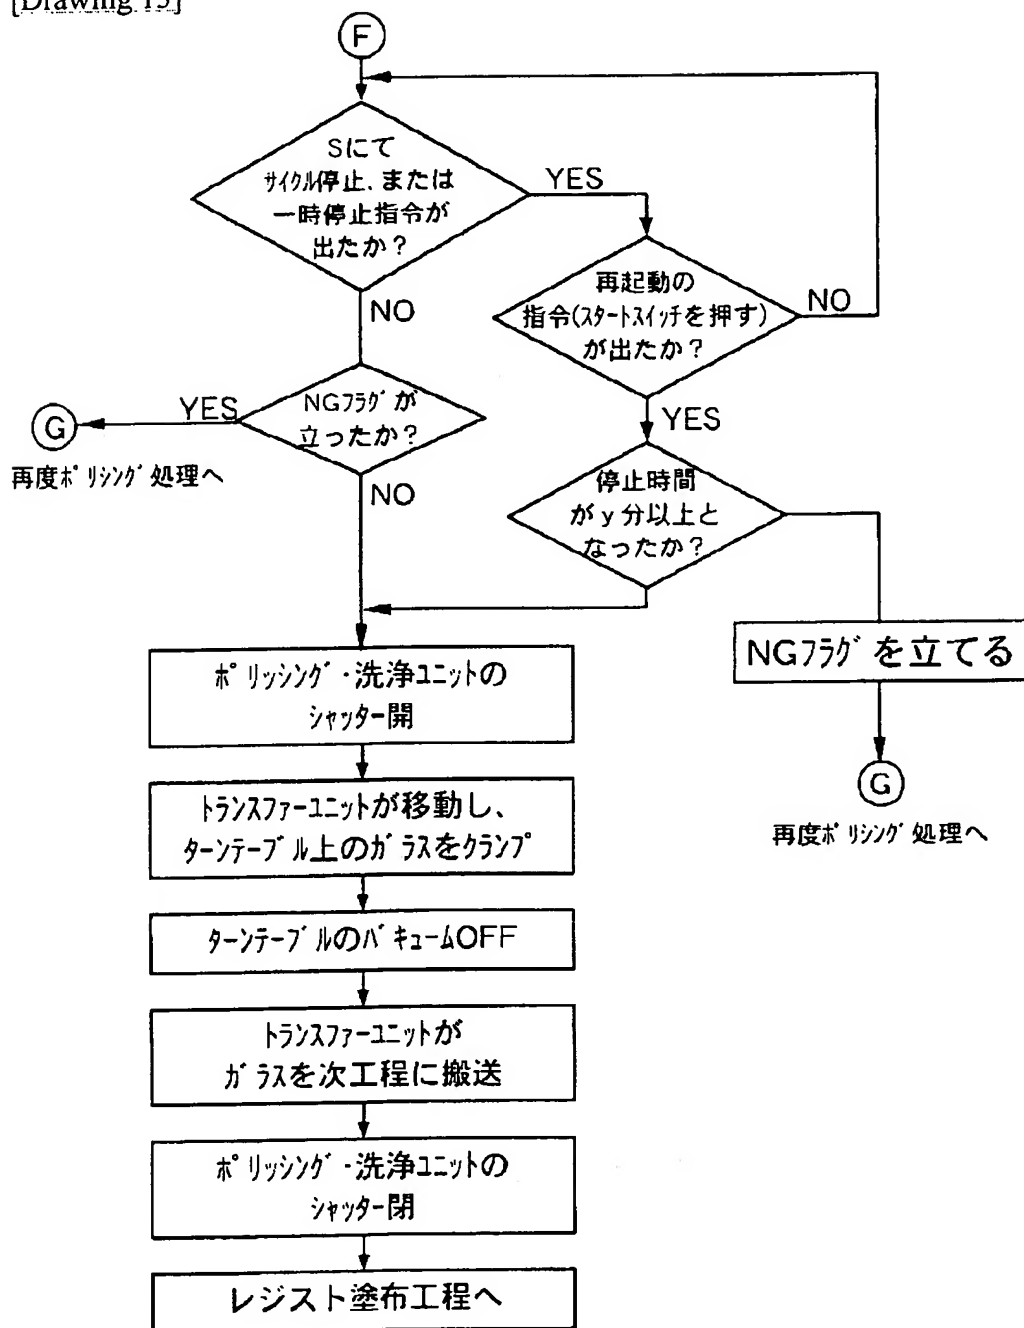 [Drawing 15]
F
Sにて
サイクル停止、または
一時停止指令が
出たか？
YES
NO
再起動の
指令(スタートスイッチを押す)
が出たか？
NO
YES
NGフラグが
立ったか？
YES
NO
G
再度ポリシング処理へ
停止時間
がy分以上と
なったか？
NGフラグを立てる
G
再度ポリシング処理へ
ポリッシング・洗浄ユニットの
シャッター開
トランスファーユニットが移動し、
ターンテーブル上のガラスをクランプ
ターンテーブルのバキュームOFF
トランスファーユニットが
ガラスを次工程に搬送
ポリッシング・洗浄ユニットの
シャッター閉
レジスト塗布工程へ